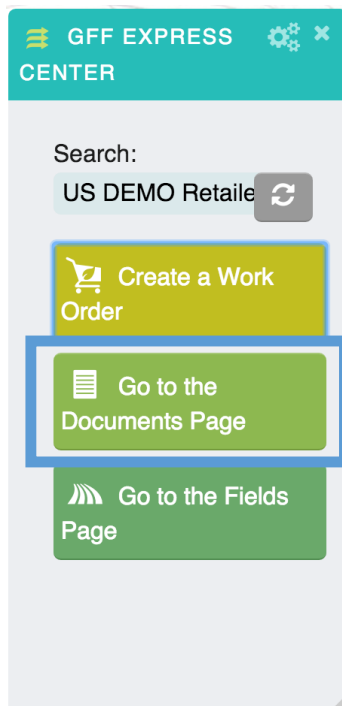 GFF EXPRESS
CENTER
Search:
US DEMO Retaile
Create a Work
Order
Go to the
Documents Page
Go to the Fields
Page